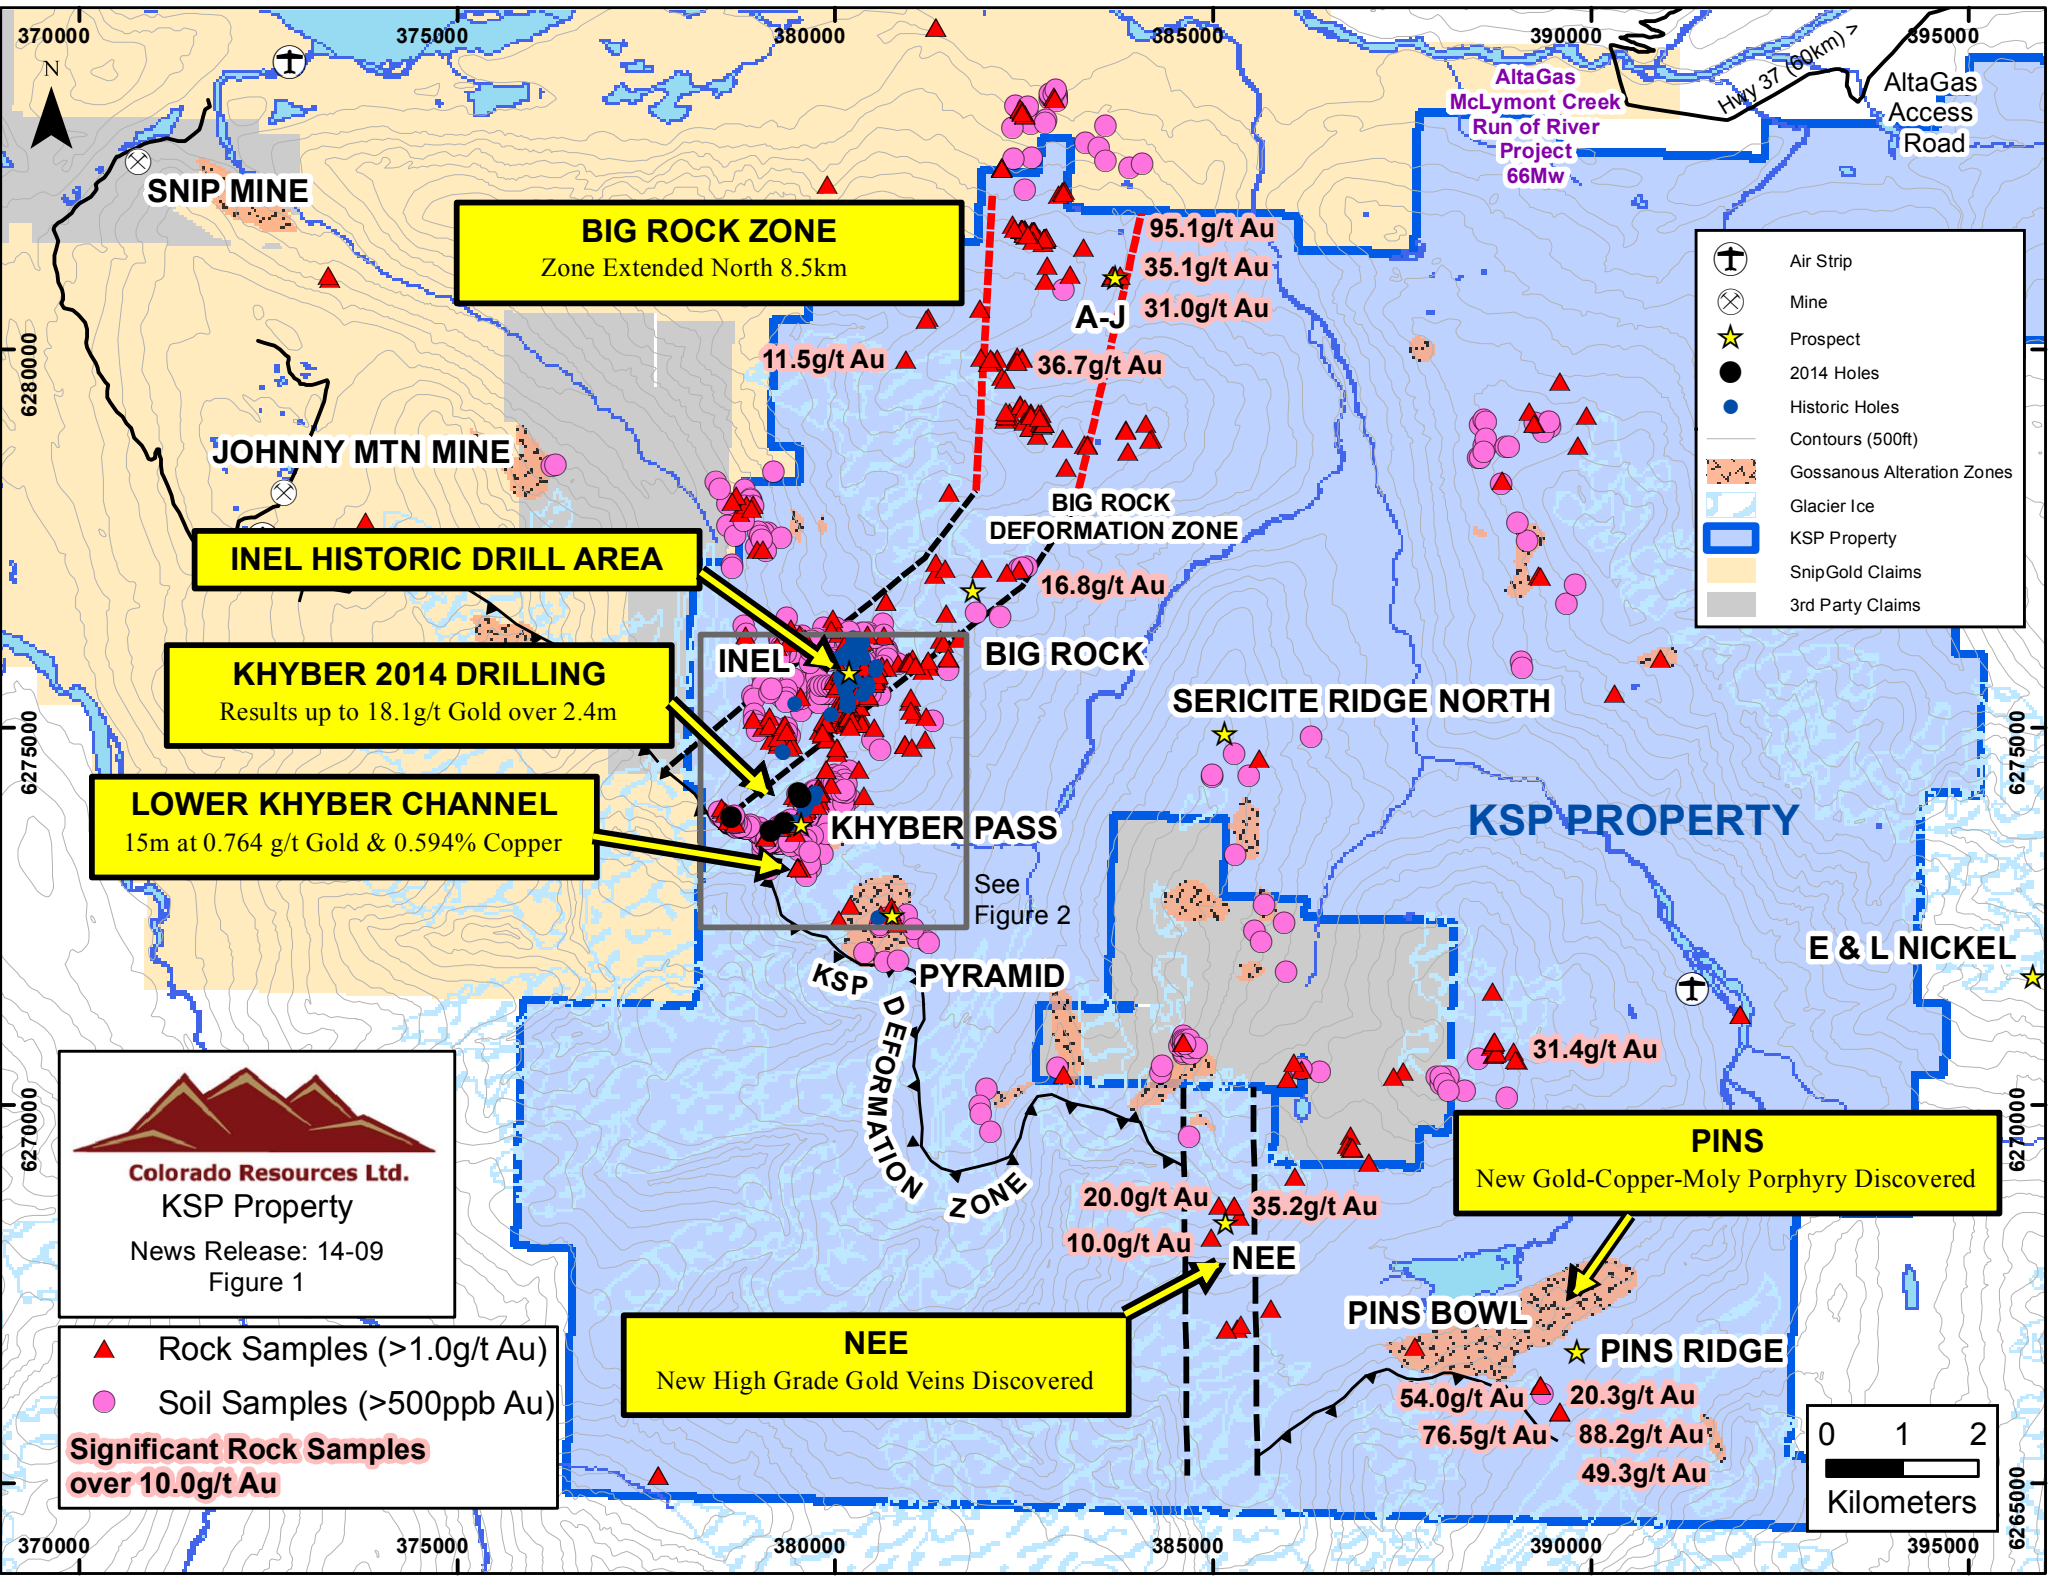 370000
375000
380000
385000
390000
395000
N
Hwy 37 (60km) >
AltaGas
McLymont Creek
Run of River
Project
66Mw
AltaGas
Access
Road
SNIP MINE
BIG ROCK ZONE
Zone Extended North 8.5km
95.1g/t Au
35.1g/t Au
31.0g/t Au
A-J
11.5g/t Au
36.7g/t Au
Air Strip
Mine
Prospect
2014 Holes
Historic Holes
Contours (500ft)
Gossanous Alteration Zones
Glacier Ice
KSP Property
SnipGold Claims
3rd Party Claims
6280000
JOHNNY MTN MINE
BIG ROCK
DEFORMATION ZONE
INEL HISTORIC DRILL AREA
16.8g/t Au
INEL
BIG ROCK
KHYBER 2014 DRILLING
Results up to 18.1g/t Gold over 2.4m
SERICITE RIDGE NORTH
6275000
6275000
LOWER KHYBER CHANNEL
15m at 0.764 g/t Gold & 0.594% Copper
KHYBER PASS
KSP PROPERTY
See
Figure 2
E & L NICKEL
PYRAMID
KSP DEFORMATION ZONE
31.4g/t Au
6270000
6270000
Colorado Resources Ltd.
KSP Property
News Release: 14-09
Figure 1
PINS
New Gold-Copper-Moly Porphyry Discovered
20.0g/t Au
35.2g/t Au
10.0g/t Au
NEE
PINS BOWL
NEE
New High Grade Gold Veins Discovered
PINS RIDGE
54.0g/t Au
20.3g/t Au
76.5g/t Au
88.2g/t Au
49.3g/t Au
Rock Samples (>1.0g/t Au)
Soil Samples (>500ppb Au)
Significant Rock Samples
over 10.0g/t Au
0 1 2
Kilometers
6265000
370000
375000
380000
385000
390000
395000